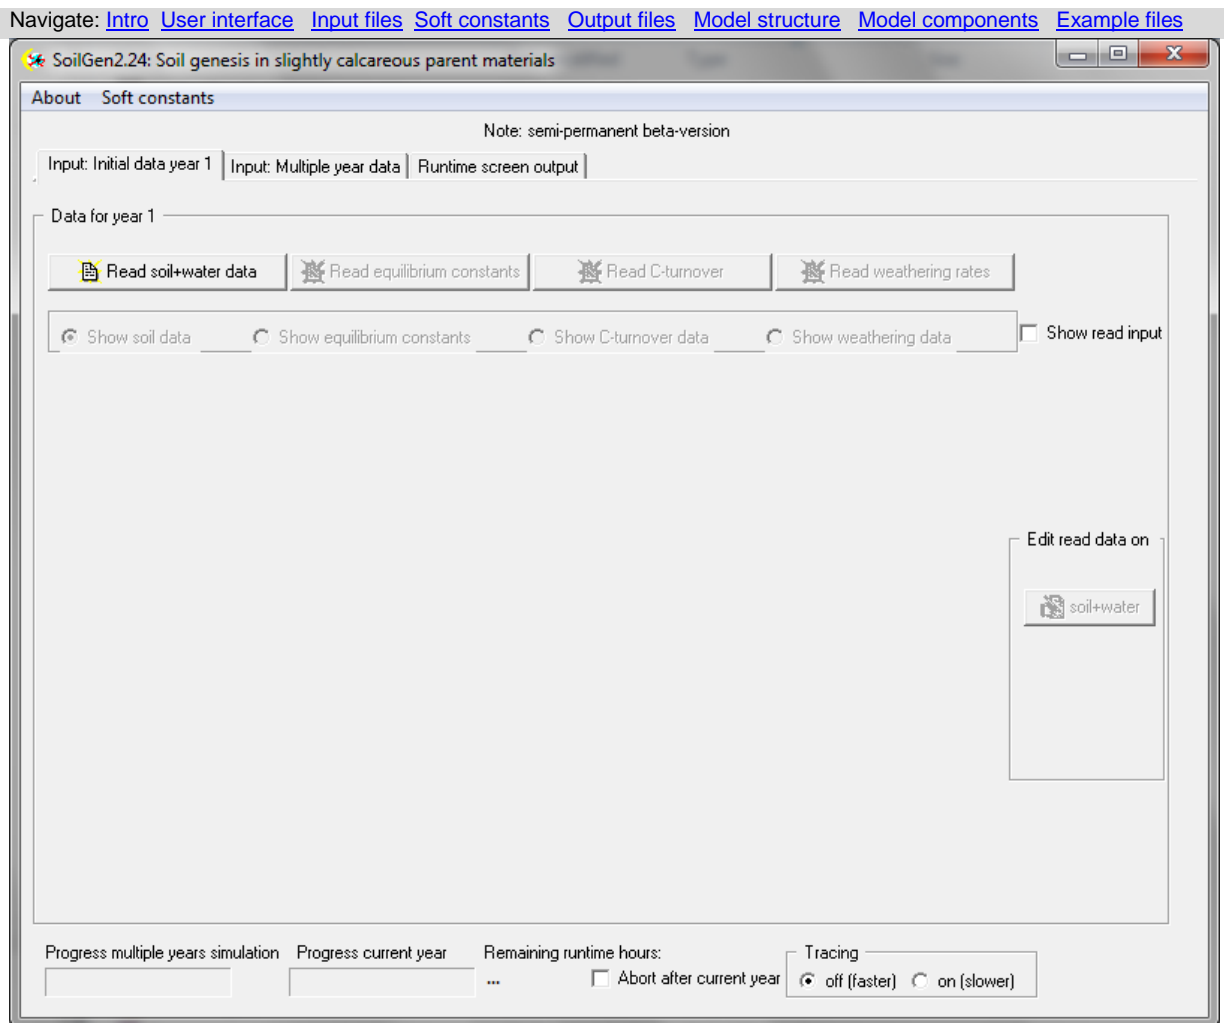 Navigate: Intro User interface Input files Soft constants Output files Model structure Model components Example files
SoilGen2.24: Soil genesis in slightly calcareous parent materials
About Soft constants
Note: semi-permanent beta-version
Input: Initial data year 1 Input: Multiple year data Runtime screen output
Data for year 1
Read soil+water data Read equilibrium constants Read C-turnover Read weathering rates
Show soil data Show equilibrium constants Show C-turnover data Show weathering data Show read input
Edit read data on
soil+water
Progress multiple years simulation Progress current year Remaining runtime hours: Tracing
... Abort after current year off (faster) on (slower)